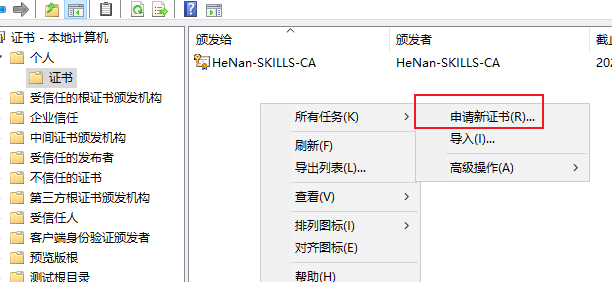 证书 - 本地计算机
个人
证书
受信任的根证书颁发机构
企业信任
中间证书颁发机构
受信任的发布者
不信任的证书
第三方根证书颁发机构
受信任人
客户端身份验证颁发者
预览版根
测试根目录
颁发给
颁发者
HeNan-SKILLS-CA
HeNan-SKILLS-CA
所有任务(K)
刷新(F)
导出列表(L)...
查看(V)
排列图标(I)
对齐图标(E)
帮助(H)
申请新证书(R)...
导入(I)...
高级操作(A)